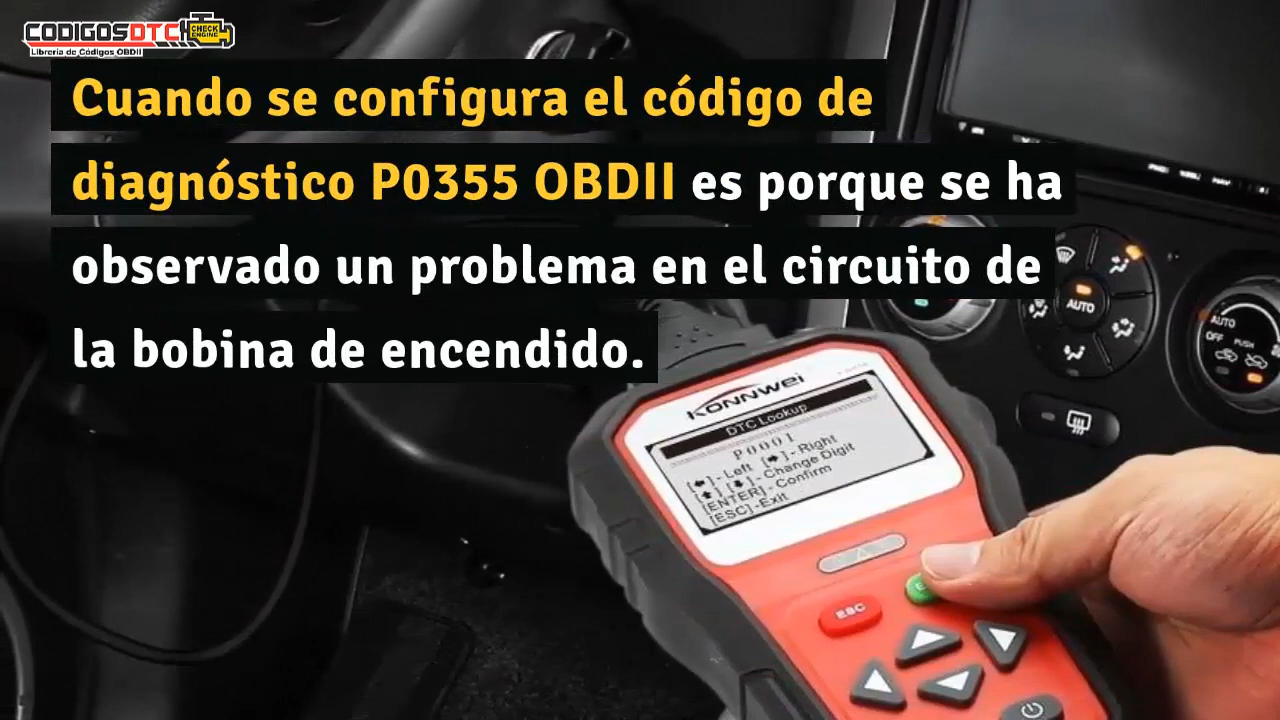 CODIGOSDTC
CHECK
ENGINE
Librería de Códigos OBDII
Cuando se configura el código de
diagnóstico P0355 OBDII es porque se ha
observado un problema en el circuito de
la bobina de encendido.
KONNWEI
DTC Lookup
P0001
[←]-Left [→]-Right
[↑] [↓]-Change Digit
[ENTER]-Confirm
[ESC]-Exit
ESC
AUTO
AUTO
OFF
PUSH